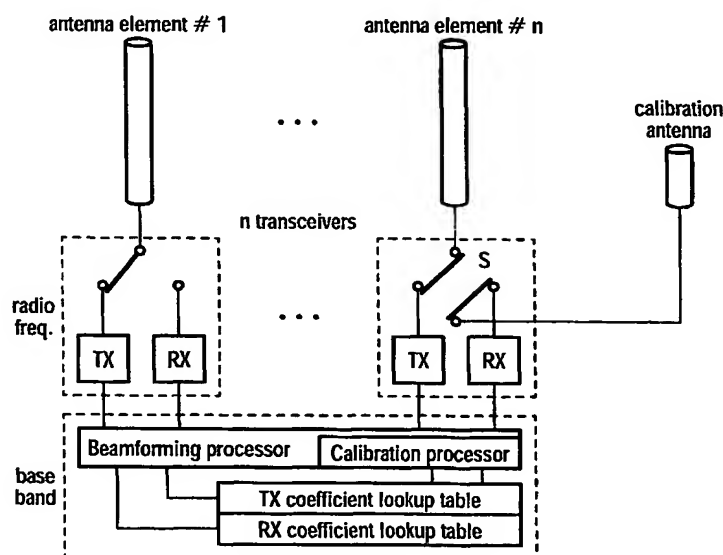 antenna element # 1
antenna element # n
calibration
antenna
. . .
n transceivers
S
radio
freq.
. . .
TX
RX
TX
RX
Beamforming processor
Calibration processor
base
band
TX coefficient lookup table
RX coefficient lookup table